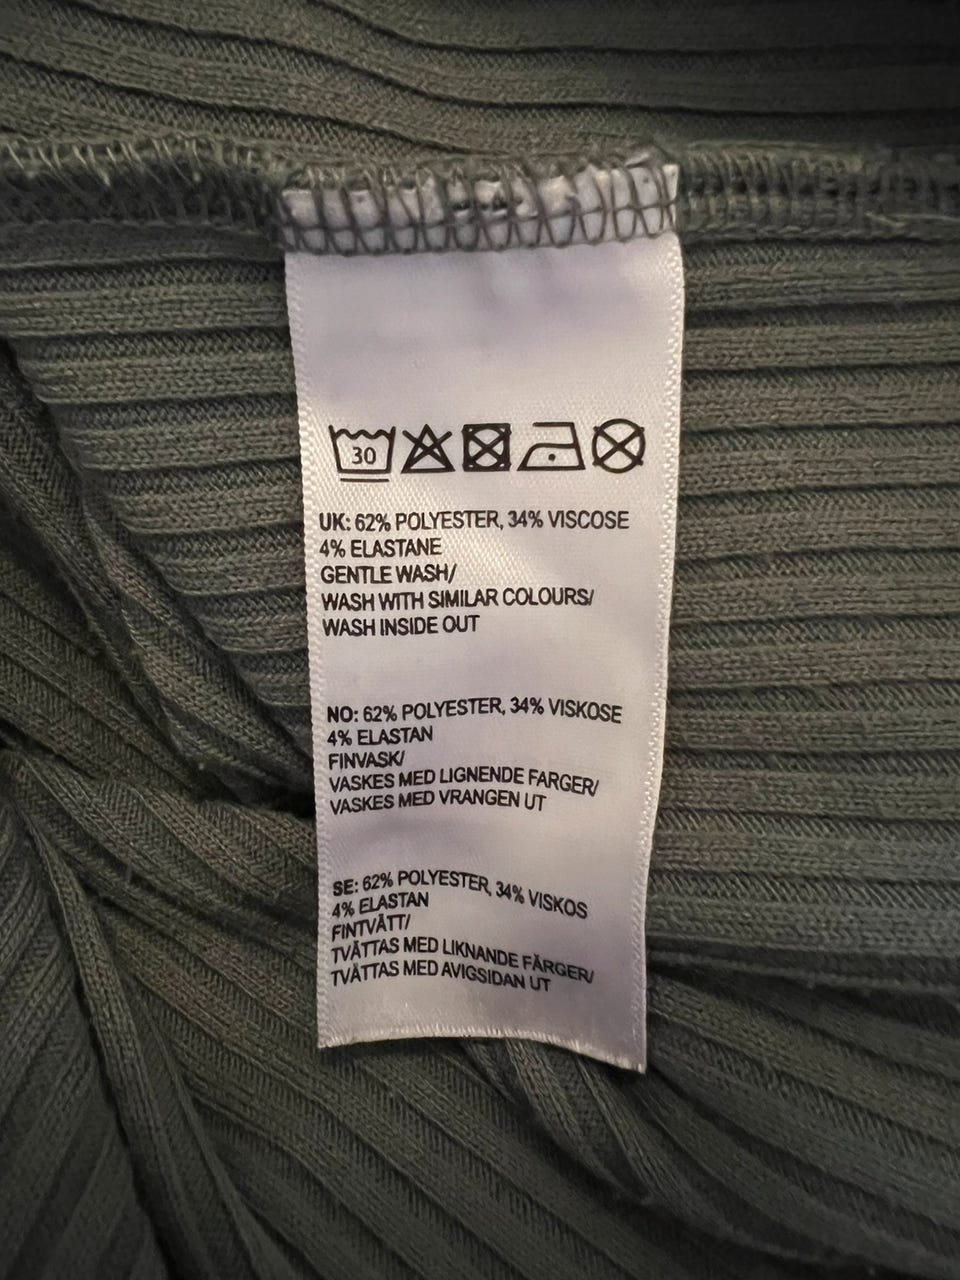 30
UK: 62% POLYESTER, 34% VISCOSE
4% ELASTANE
GENTLE WASH/
WASH WITH SIMILAR COLOURS/
WASH INSIDE OUT
NO: 62% POLYESTER, 34% VISKOSE
4% ELASTAN
FINVASK/
VASKES MED LIGNENDE FARGER/
VASKES MED VRANGEN UT
SE: 62% POLYESTER, 34% VISKOS
4% ELASTAN
FINTVÄTT/
TVÄTTAS MED LIKNANDE FÄRGER/
TVÄTTAS MED AVIGSIDAN UT